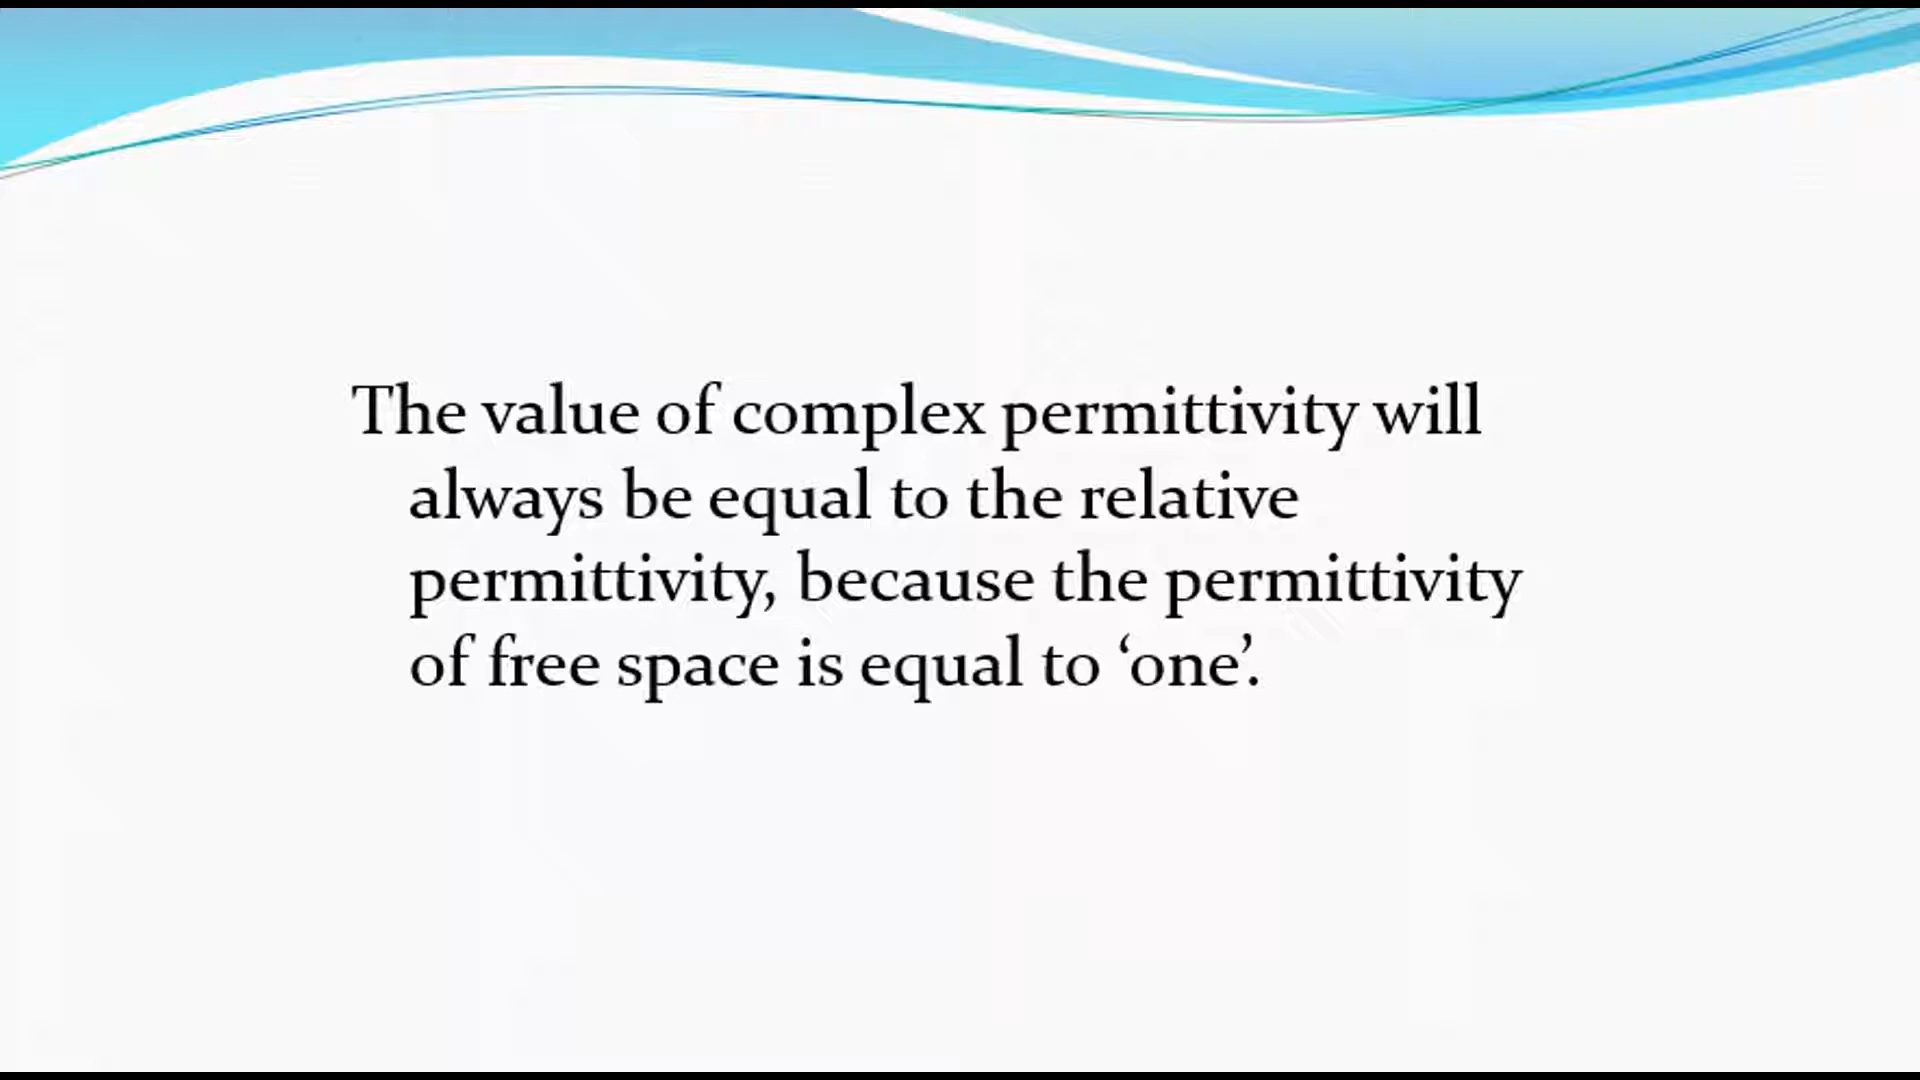 The value of complex permittivity will
always be equal to the relative
permittivity, because the permittivity
of free space is equal to ‘one’.